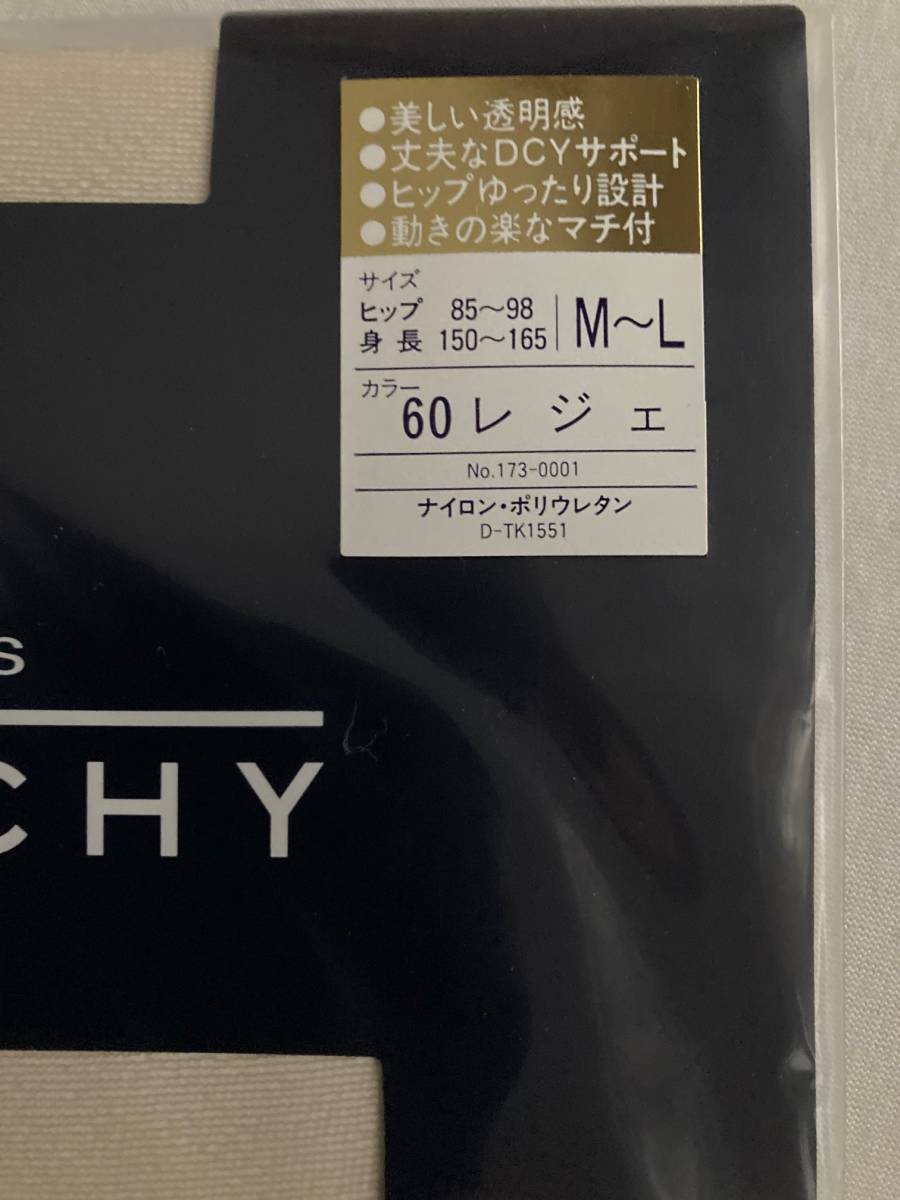 ●美しい透明感
●丈夫なDCYサポート
●ヒップゆったり設計
●動きの楽なマチ付
サイズ
ヒップ 85〜98
身長 150〜165
M〜L
カラー
60レジェ
No.173-0001
ナイロン・ポリウレタン
D-TK1551
S
CHY